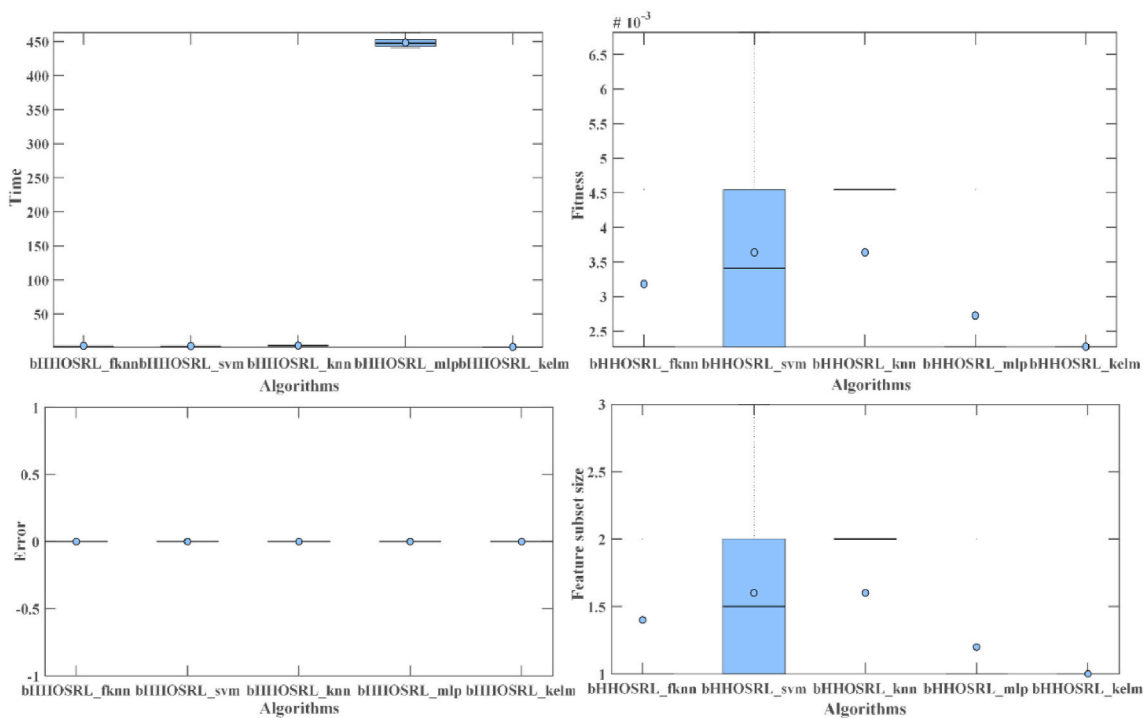 450
400
350
300
250
200
150
100
50
Time
bHHOSRL_fknn bHHOSRL_svm bHHOSRL_knn bHHOSRL_mlp bHHOSRL_kelm
Algorithms
# 10⁻³
6.5
6
5.5
5
4.5
4
3.5
3
2.5
Fitness
bHHOSRL_fknn bHHOSRL_svm bHHOSRL_knn bHHOSRL_mlp bHHOSRL_kelm
Algorithms
1
0.5
0
-0.5
-1
Error
bHHOSRL_fknn bHHOSRL_svm bHHOSRL_knn bHHOSRL_mlp bHHOSRL_kelm
Algorithms
3
2.5
2
1.5
1
Feature subset size
bHHOSRL_fknn bHHOSRL_svm bHHOSRL_knn bHHOSRL_mlp bHHOSRL_kelm
Algorithms